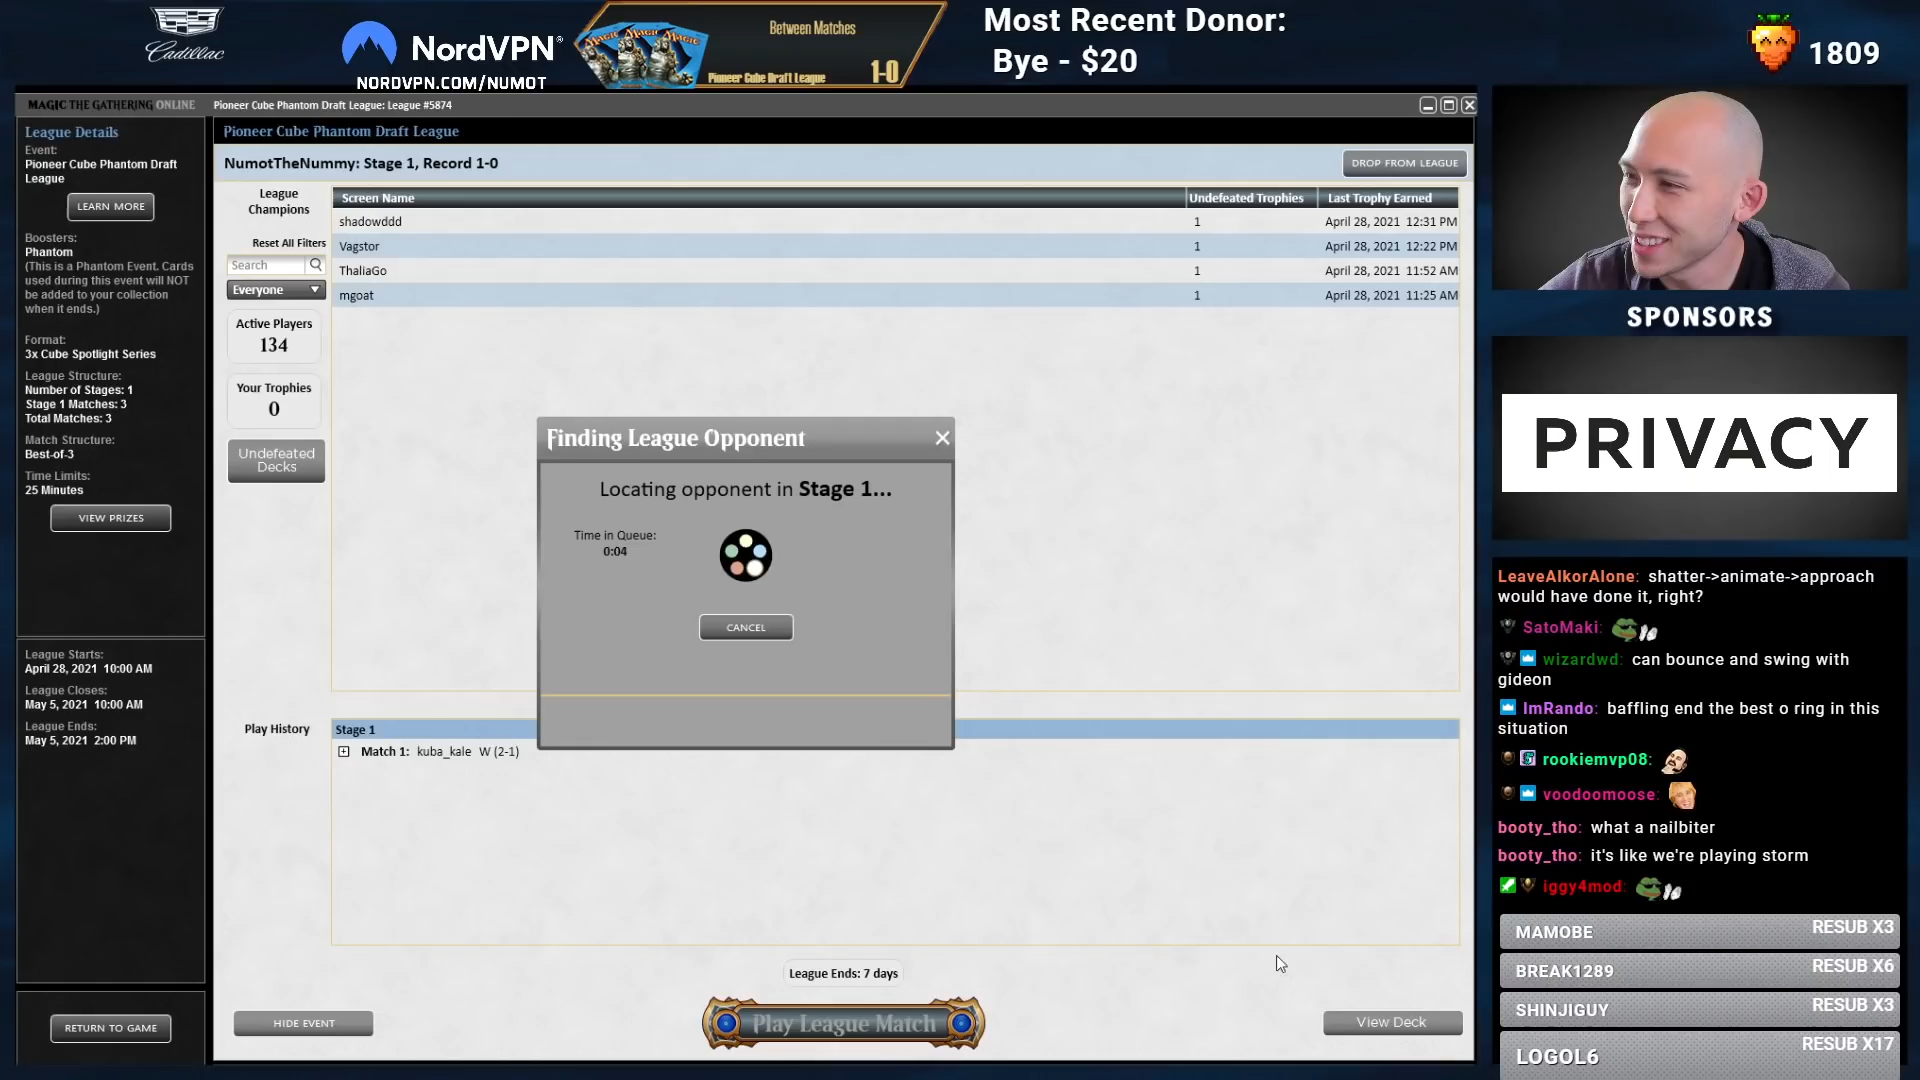 Cadillac
NordVPN®
NORDVPN.COM/NUMOT
MAGIC MAGIC MAGIC
Between Matches
Pioneer Cube Draft League
1-0
Most Recent Donor:
Bye - $20
1809
MAGIC THE GATHERING ONLINE
Pioneer Cube Phantom Draft League: League #5874
League Details
Event:
Pioneer Cube Phantom Draft
League
LEARN MORE
Boosters:
Phantom
(This is a Phantom Event. Cards
used during this event will NOT
be added to your collection
when it ends.)
Format:
3x Cube Spotlight Series
League Structure:
Number of Stages: 1
Stage 1 Matches: 3
Total Matches: 3
Match Structure:
Best-of-3
Time Limits:
25 Minutes
VIEW PRIZES
League Starts:
April 28, 2021 10:00 AM
League Closes:
May 5, 2021 10:00 AM
League Ends:
May 5, 2021 2:00 PM
RETURN TO GAME
Pioneer Cube Phantom Draft League
NumotTheNummy: Stage 1, Record 1-0
DROP FROM LEAGUE
League
Champions
Reset All Filters
Search
Everyone
Active Players
134
Your Trophies
0
Undefeated
Decks
Screen Name Undefeated Trophies Last Trophy Earned
shadowddd 1 April 28, 2021 12:31 PM
Vagstor 1 April 28, 2021 12:22 PM
ThaliaGo 1 April 28, 2021 11:52 AM
mgoat 1 April 28, 2021 11:25 AM
Finding League Opponent
Locating opponent in Stage 1...
Time in Queue:
0:04
CANCEL
Play History
Stage 1
Match 1: kuba_kale W (2-1)
League Ends: 7 days
HIDE EVENT
Play League Match
View Deck
SPONSORS
PRIVACY
LeaveAlkorAlone: shatter->animate->approach
would have done it, right?
SatoMaki:
wizardwd: can bounce and swing with
gideon
ImRando: baffling end the best o ring in this
situation
rookiemvp08:
voodoomoose:
booty_tho: what a nailbiter
booty_tho: it's like we're playing storm
iggy4mod:
MAMOBE RESUB X3
BREAK1289 RESUB X6
SHINJIGUY RESUB X3
LOGOL6 RESUB X17